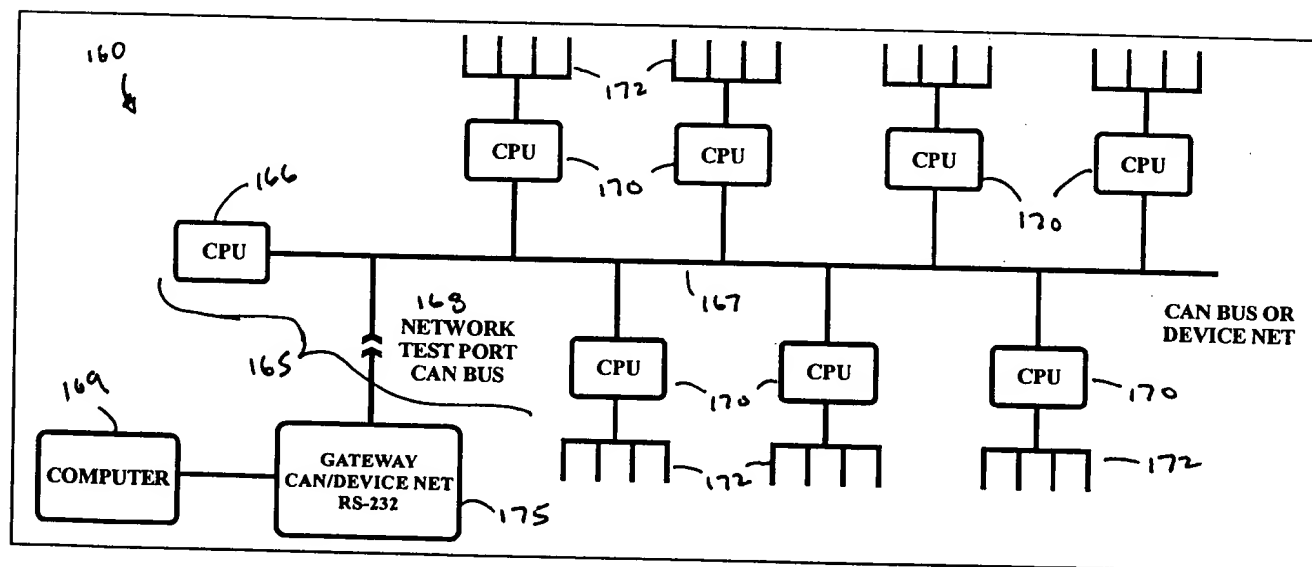 160
172
CPU
CPU
CPU
CPU
170
170
166
CPU
167
168
NETWORK
TEST PORT
CAN BUS
CAN BUS OR
DEVICE NET
165
CPU
CPU
CPU
170
170
169
COMPUTER
GATEWAY
CAN/DEVICE NET
RS-232
175
172
172